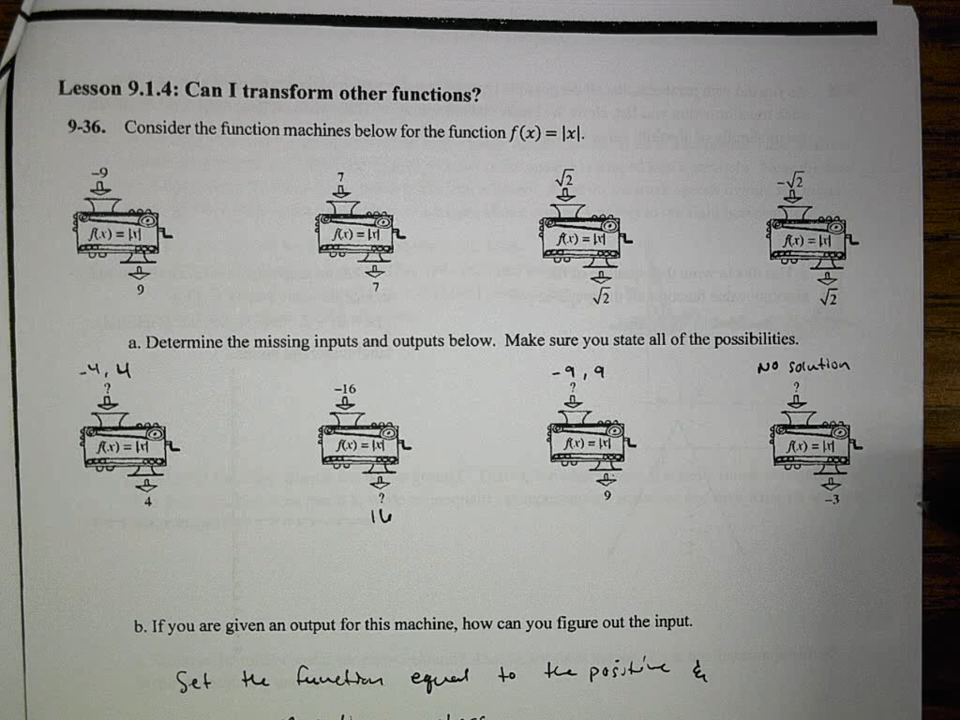 Lesson 9.1.4: Can I transform other functions?
9-36. Consider the function machines below for the function f(x) = |x|.
-9 7 √2 -√2
f(x) = |x| f(x) = |x| f(x) = |x| f(x) = |x|
9 7 √2 √2
a. Determine the missing inputs and outputs below. Make sure you state all of the possibilities.
-4, 4 -9, 9 No solution
? -16 ? ?
f(x) = |x| f(x) = |x| f(x) = |x| f(x) = |x|
4 ? 9 -3
16
b. If you are given an output for this machine, how can you figure out the input.
Set the function equal to the positive &